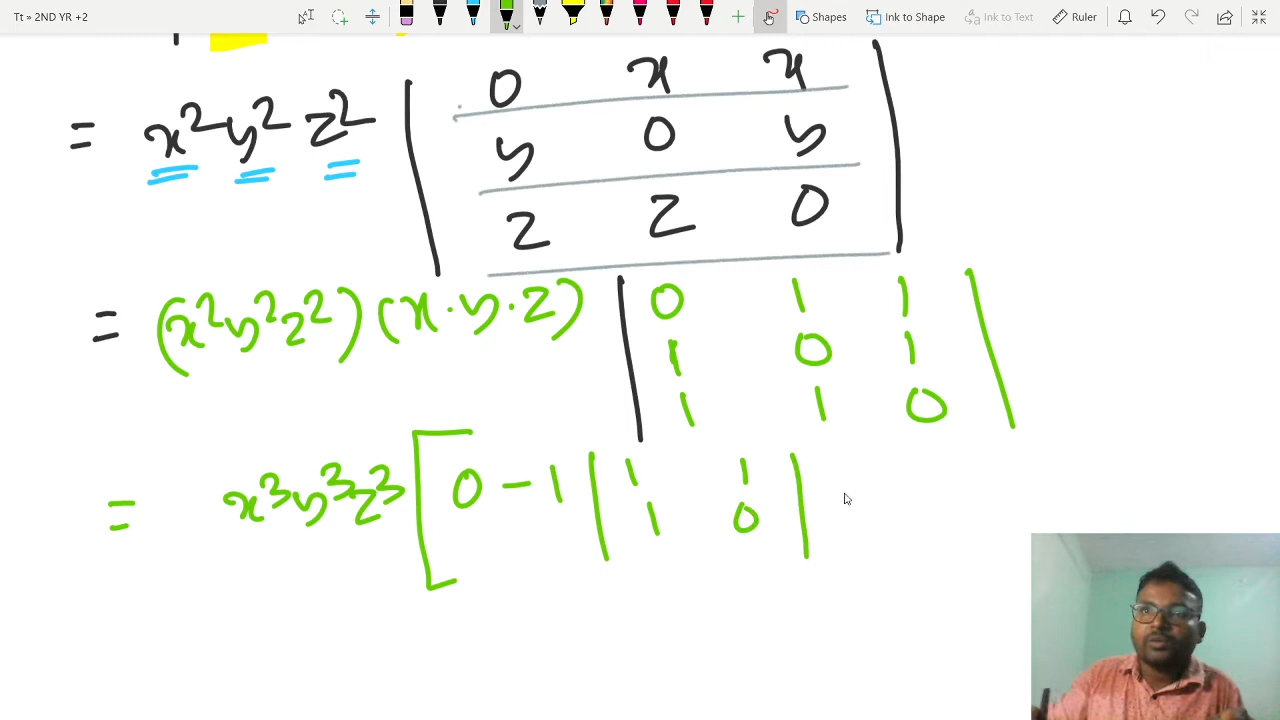 Tt » 2ND YR +2
Shapes Ink to Shape Ink to Text Ruler
= x²y²z² | 0 x x |
| y 0 y |
| z z 0 |
= (x²y²z²)(x·y·z) | 0 1 1 |
| 1 0 1 |
| 1 1 0 |
= x³y³z³ [ 0 - 1 | 1 1 |
| 1 0 |